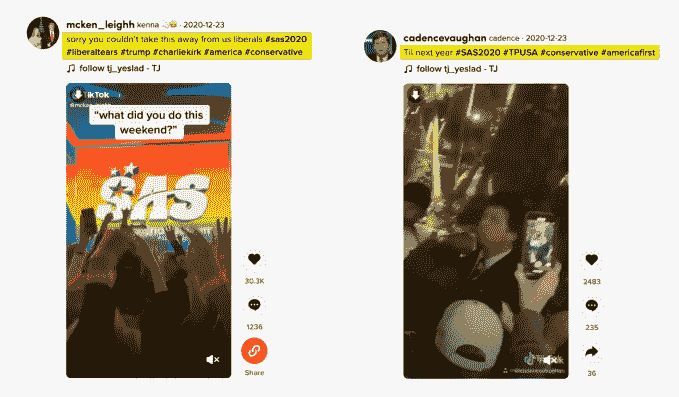 mcken_leighh kenna · 2020-12-23
sorry you couldn't take this away from us liberals #sas2020
#liberaltears #trump #charliekirk #america #conservative
follow tj_yeslad - TJ
TikTok
"what did you do this
weekend?"
SAS
30.3K
1236
Share
cadencevaughan cadence · 2020-12-23
Til next year #SAS2020 #TPUSA #conservative #americafirst
follow tj_yeslad - TJ
TikTok
2483
235
36